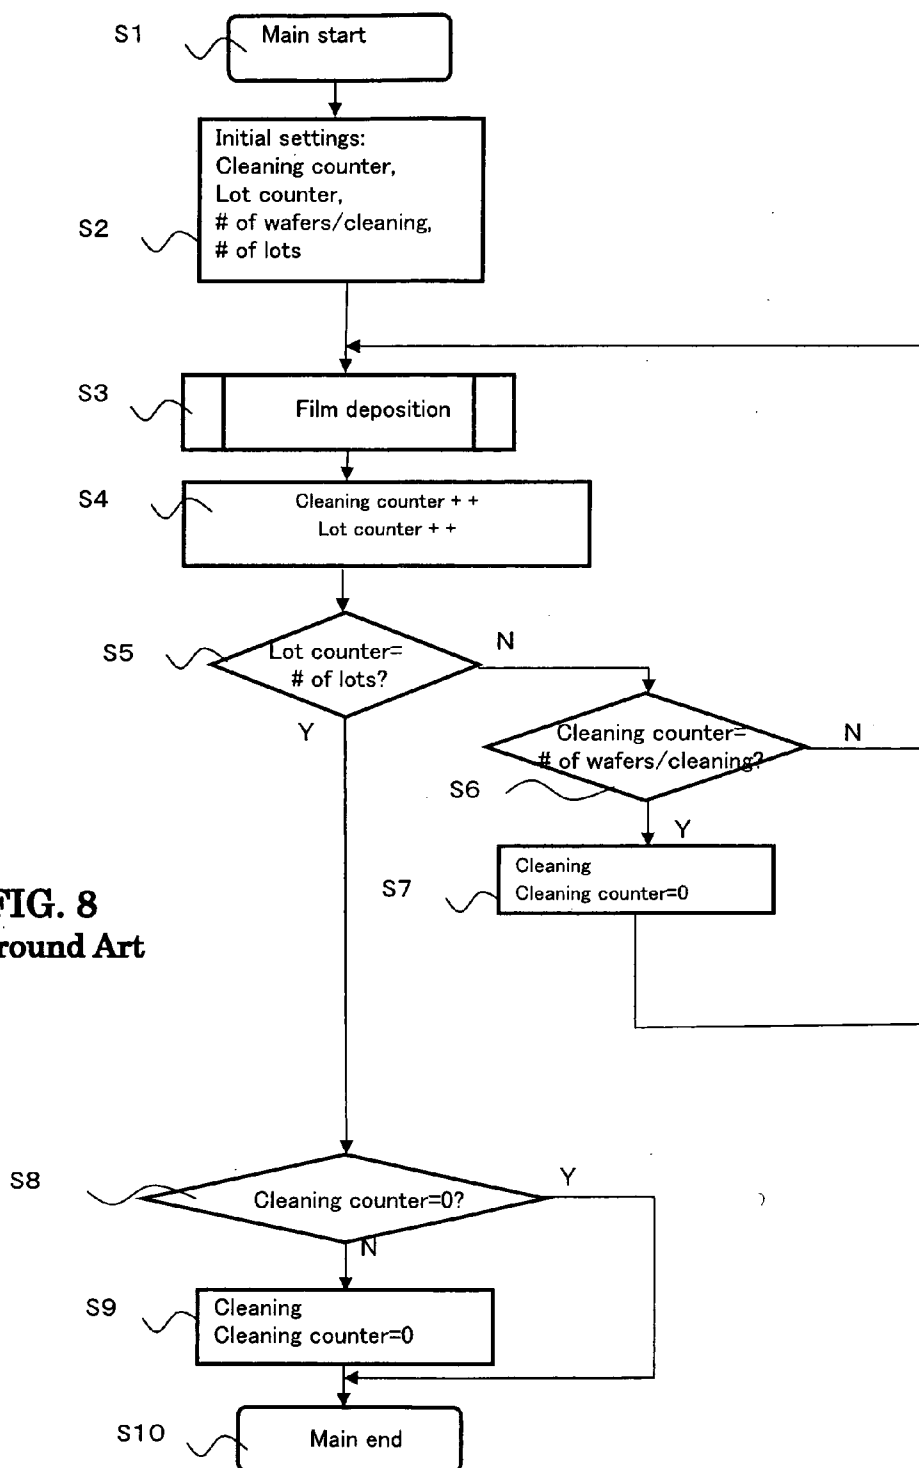 S1
Main start
Initial settings:
Cleaning counter,
Lot counter,
# of wafers/cleaning,
# of lots
S2
S3
Film deposition
S4
Cleaning counter++
Lot counter++
S5
Lot counter=
# of lots?
N
Y
Cleaning counter=
# of wafers/cleaning?
N
S6
Y
S7
Cleaning
Cleaning counter=0
FIG. 8
round Art
S8
Cleaning counter=0?
Y
N
S9
Cleaning
Cleaning counter=0
S10
Main end